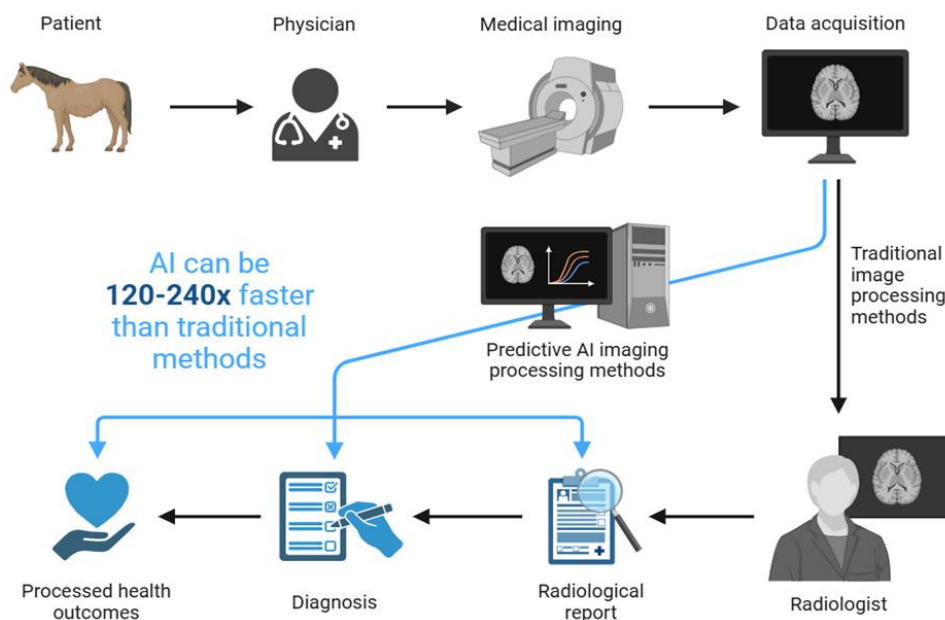 Patient
Physician
Medical imaging
Data acquisition
AI can be
120-240x faster
than traditional
methods
Predictive AI imaging
processing methods
Traditional
image
processing
methods
Processed health
outcomes
Diagnosis
Radiological
report
Radiologist